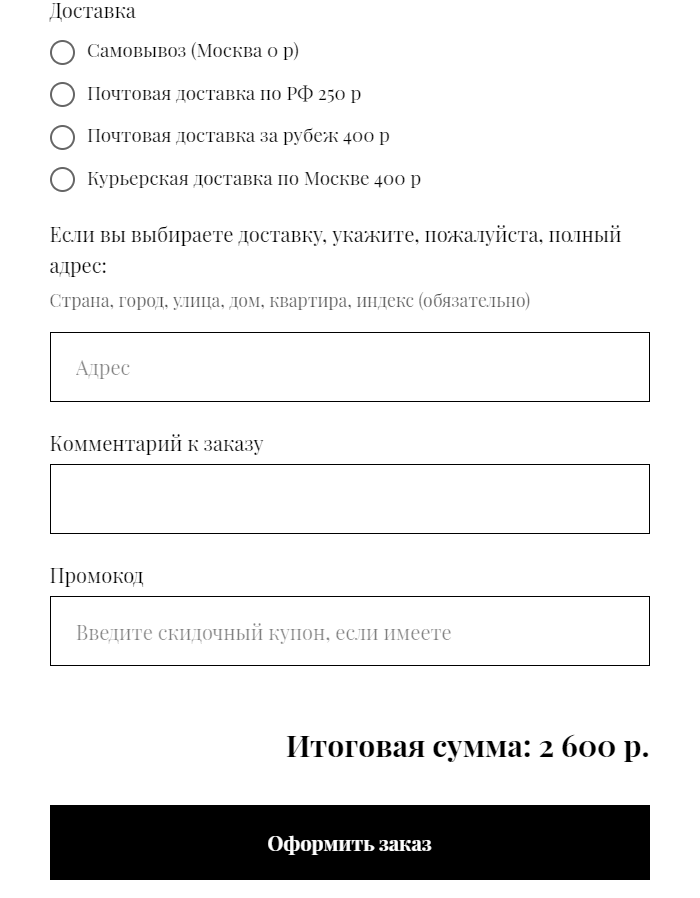 Доставка
Самовывоз (Москва 0 р)
Почтовая доставка по РФ 250 р
Почтовая доставка за рубеж 400 р
Курьерская доставка по Москве 400 р
Если вы выбираете доставку, укажите, пожалуйста, полный
адрес:
Страна, город, улица, дом, квартира, индекс (обязательно)
Адрес
Комментарий к заказу
Промокод
Введите скидочный купон, если имеете
Итоговая сумма: 2 600 р.
Оформить заказ